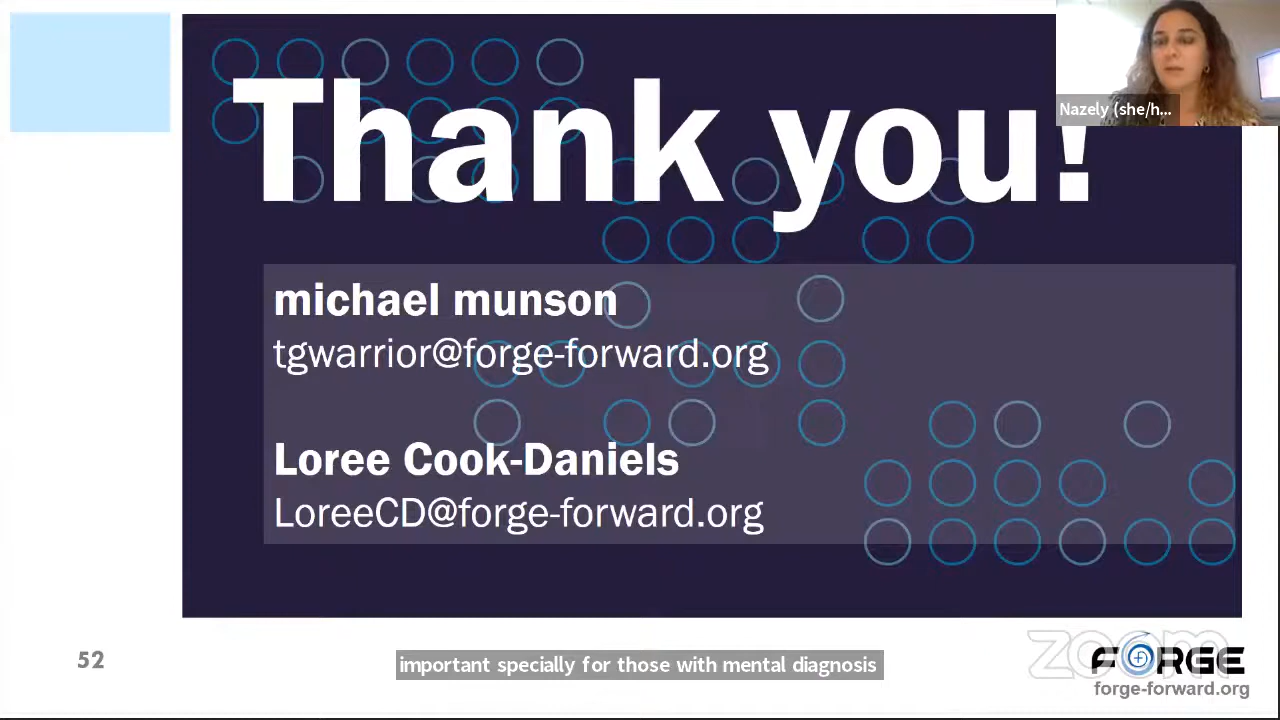 Thank you!
Nazely (she/h...
michael munson
tgwarrior@forge-forward.org
Loree Cook-Daniels
LoreeCD@forge-forward.org
52
important specially for those with mental diagnosis
zoom
FORGE
forge-forward.org